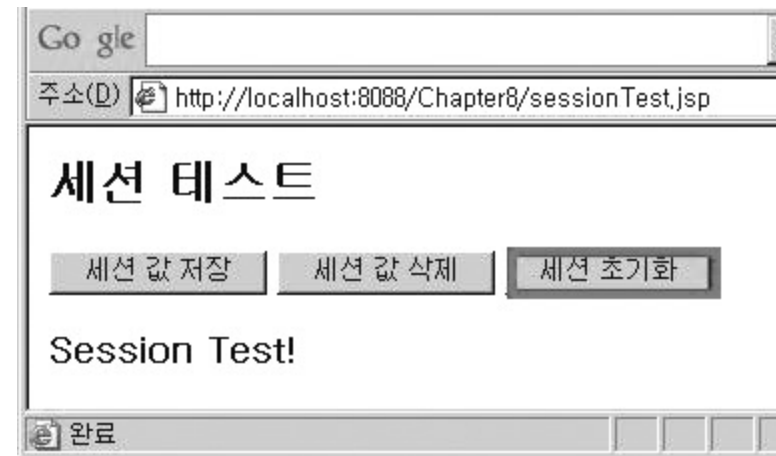 Go gle
주소(D) http://localhost:8088/Chapter8/sessionTest.jsp
세션 테스트
세션 값 저장 세션 값 삭제 세션 초기화
Session Test!
완료